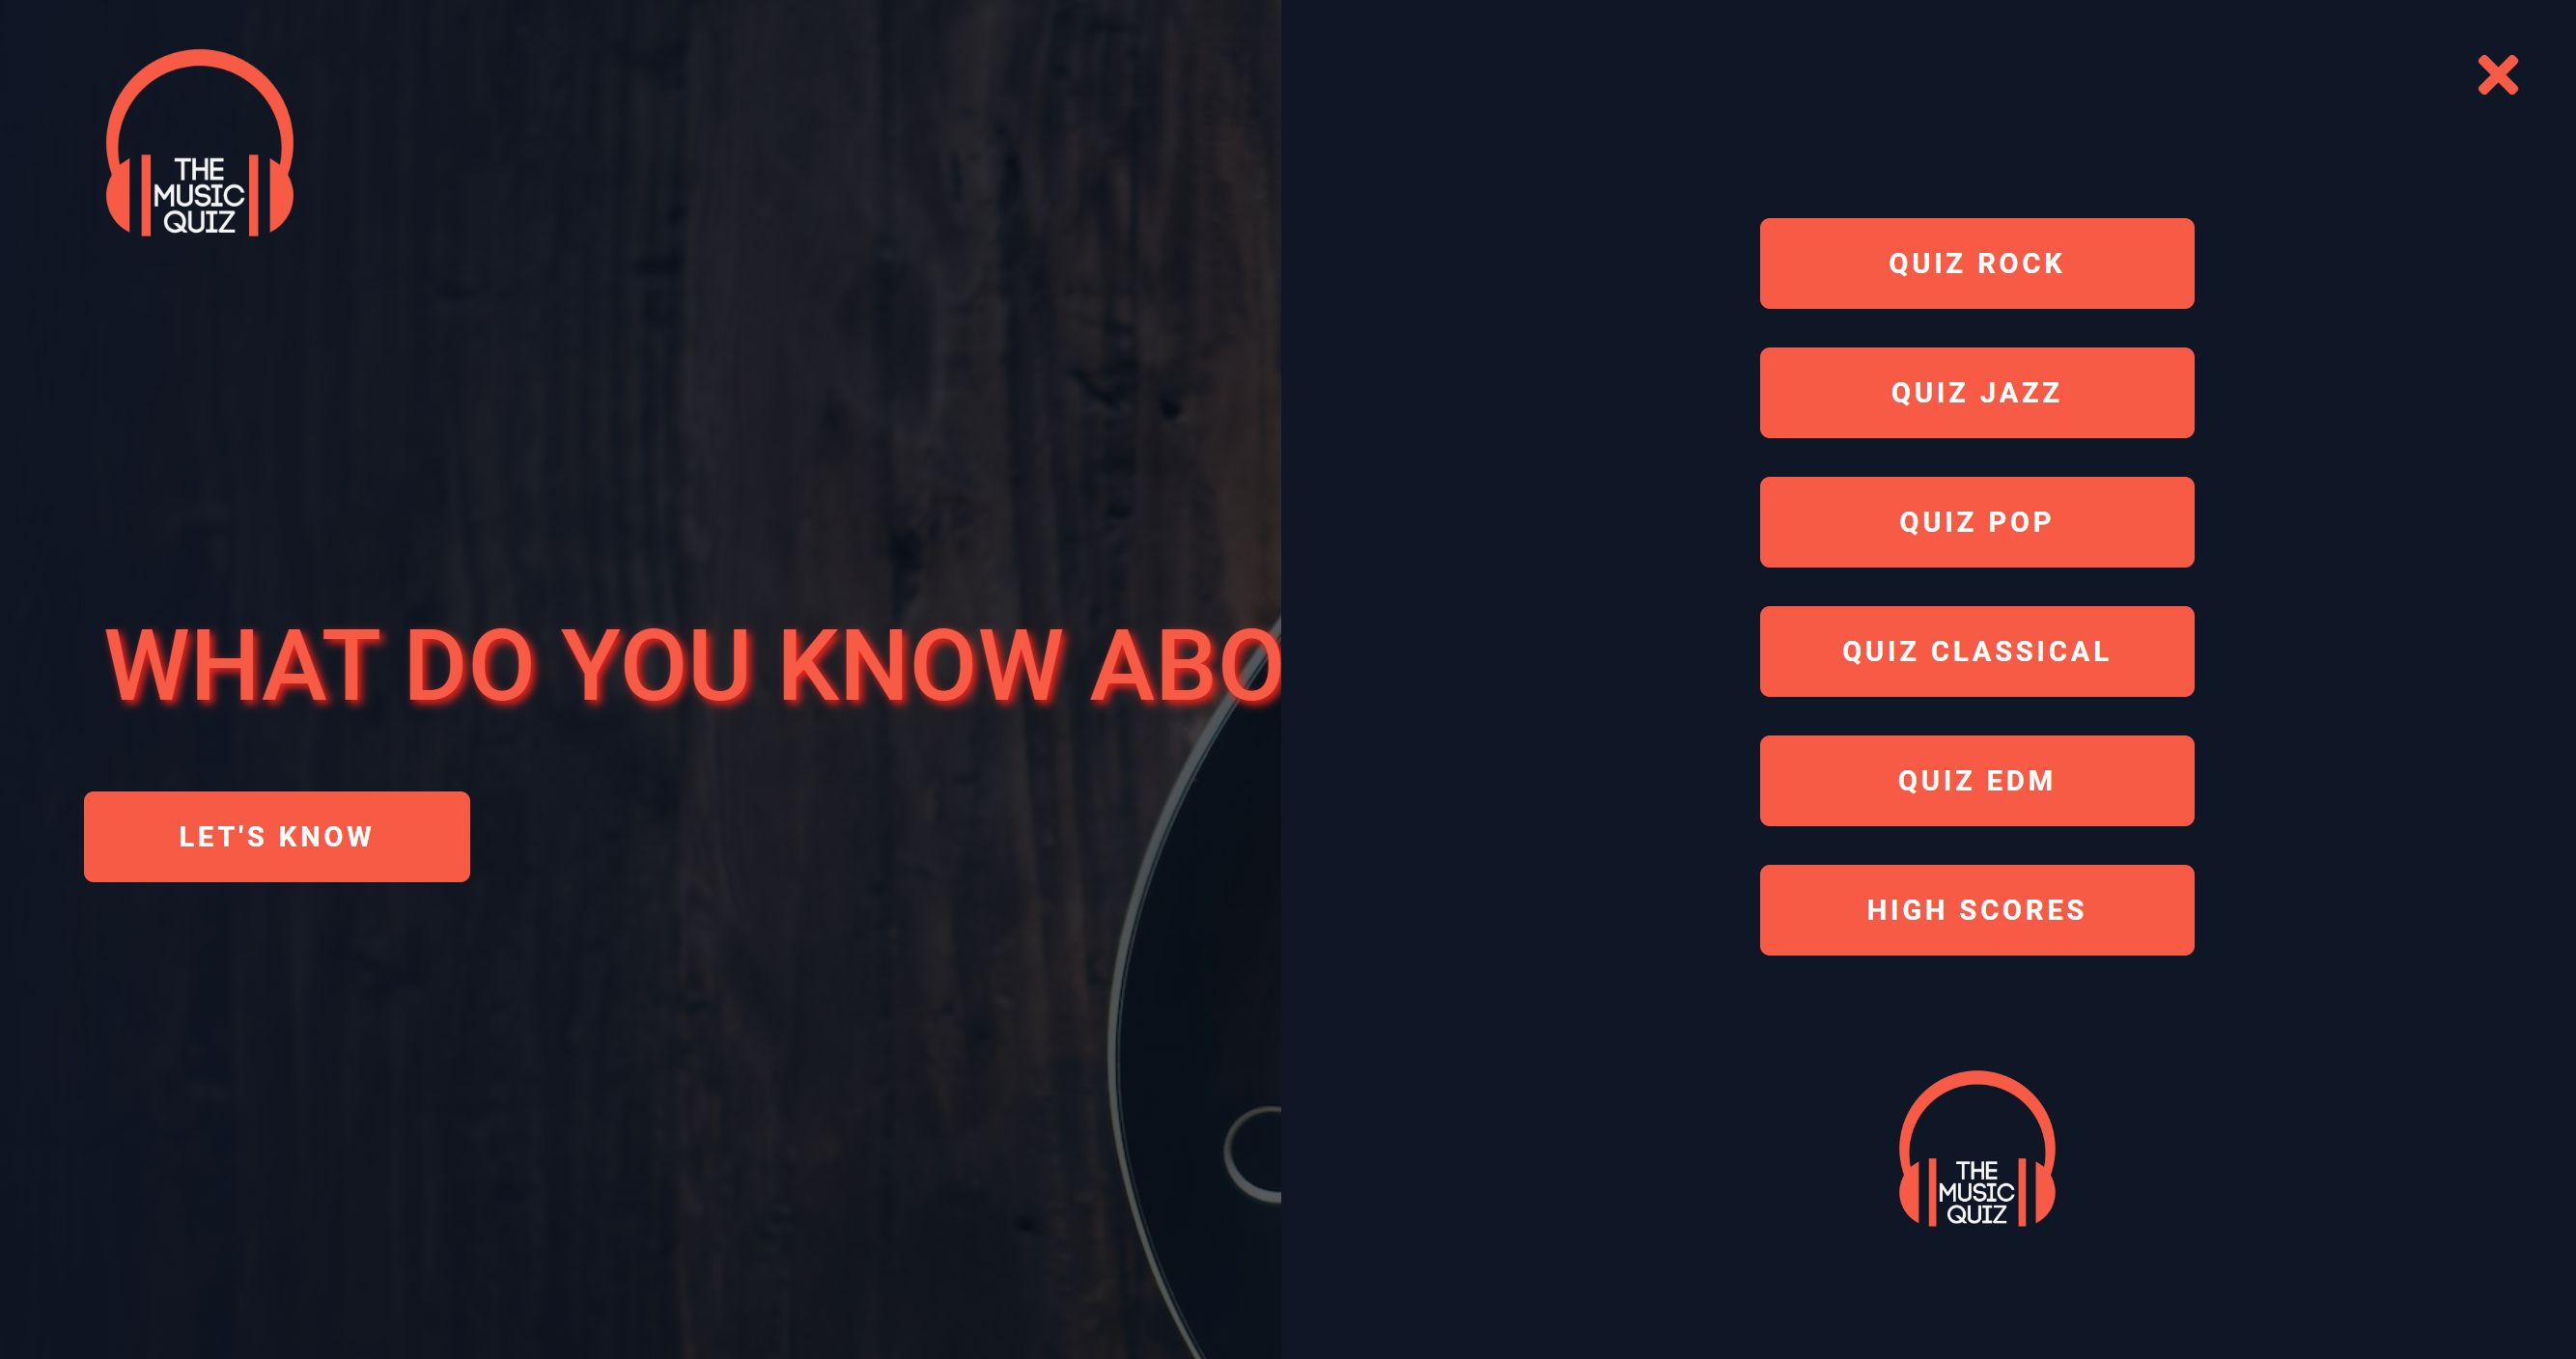 THE
MUSIC
QUIZ
WHAT DO YOU KNOW ABO
LET'S KNOW
QUIZ ROCK
QUIZ JAZZ
QUIZ POP
QUIZ CLASSICAL
QUIZ EDM
HIGH SCORES
THE
MUSIC
QUIZ